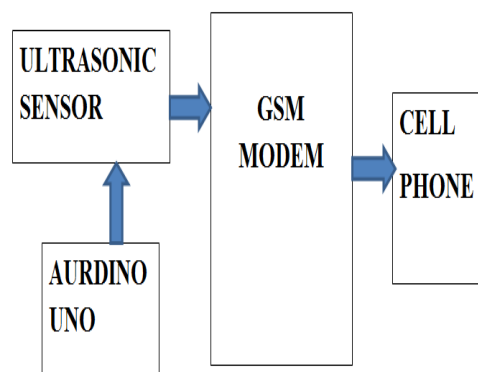 ULTRASONIC
SENSOR
GSM
MODEM
CELL
PHONE
AURDINO
UNO